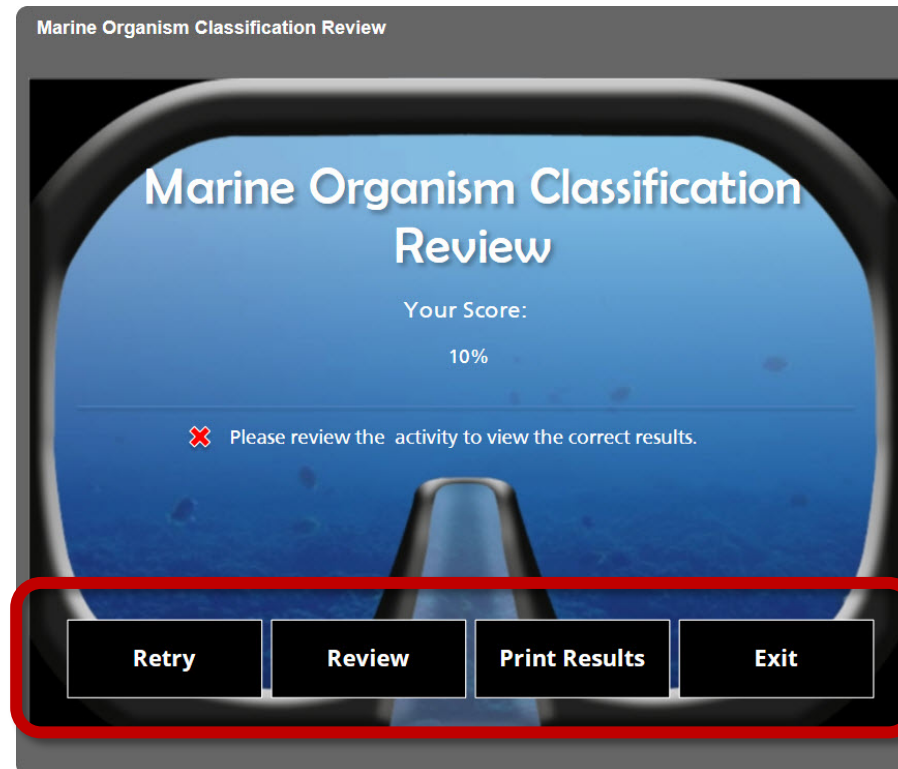 Marine Organism Classification Review
Marine Organism Classification
Review
Your Score:
10%
Please review the activity to view the correct results.
Retry Review Print Results Exit